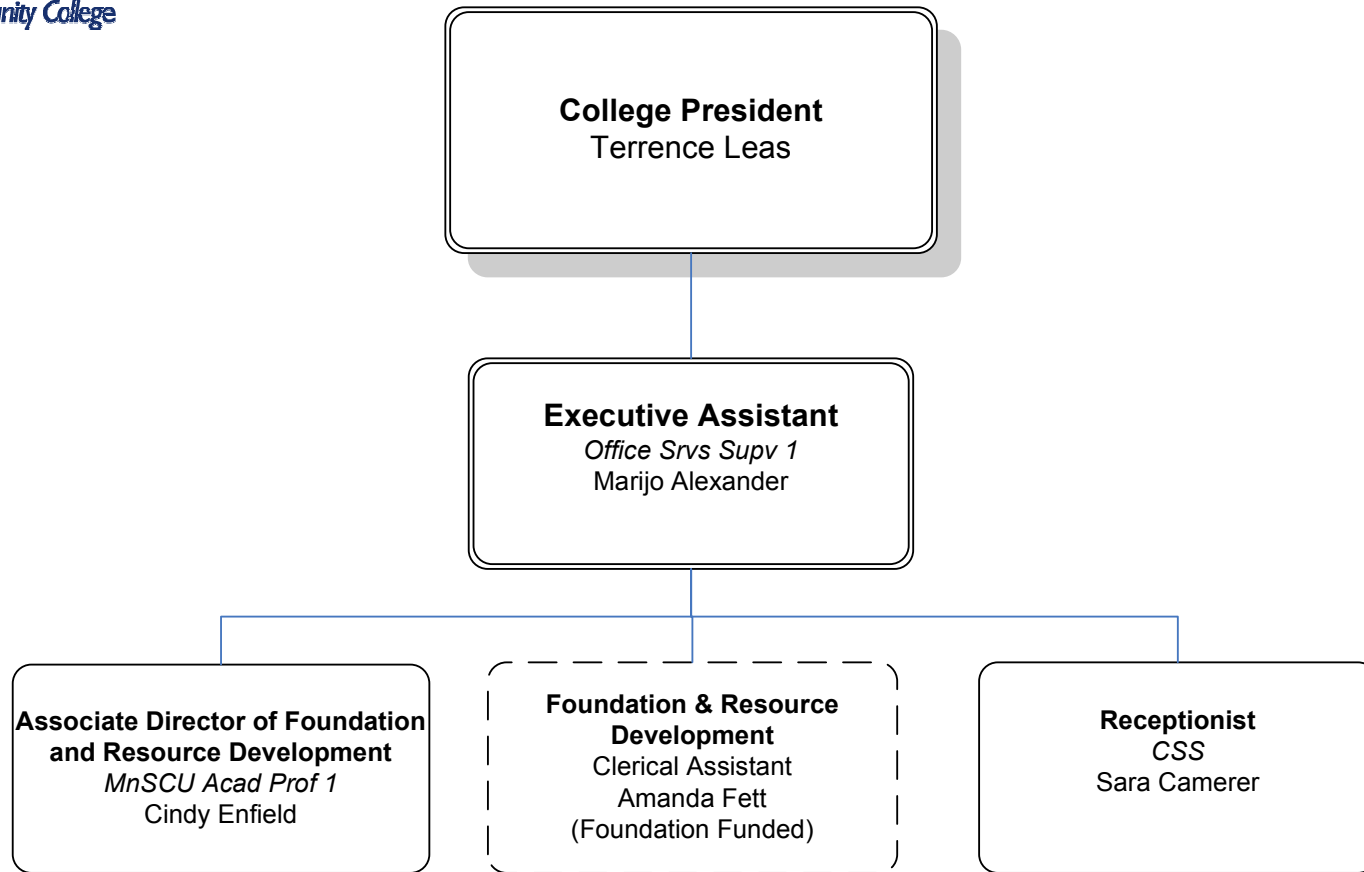 College
College President
Terrence Leas
Executive Assistant
Office Srvs Supv 1
Marijo Alexander
Associate Director of Foundation
and Resource Development
MnSCU Acad Prof 1
Cindy Enfield
Foundation & Resource
Development
Clerical Assistant
Amanda Fett
(Foundation Funded)
Receptionist
CSS
Sara Camerer